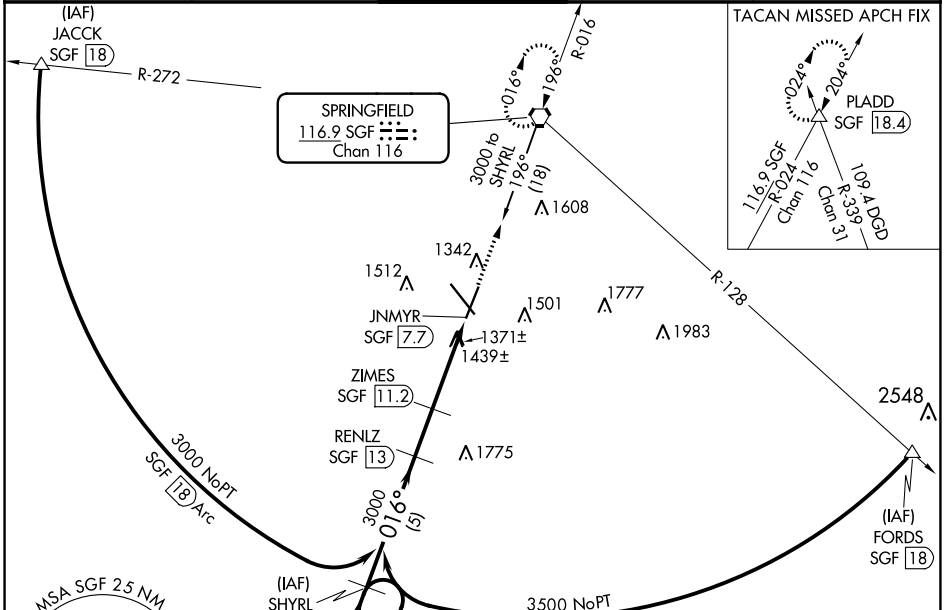 (IAF)
JACCK
SGF 18
R-272
SPRINGFIELD
116.9 SGF
Chan 116
016°
196°
R-016
3000 to
SHYRL
196°
(18)
TACAN MISSED APCH FIX
024°
204°
PLADD
SGF 18.4
116.9 SGF
R-024
Chan 116
109.4 DGD
R-339
Chan 31
1608
1342
1512
JNMYR
SGF 7.7
1501
1777
1983
1371±
1439±
R-128
ZIMES
SGF 11.2
RENLZ
SGF 13
1775
2548
3000 NoPT
SGF 18 Arc
3000
016°
(5)
(IAF)
FORDS
SGF 18
MSA SGF 25 NM
(IAF)
SHYRL
3500 NoPT